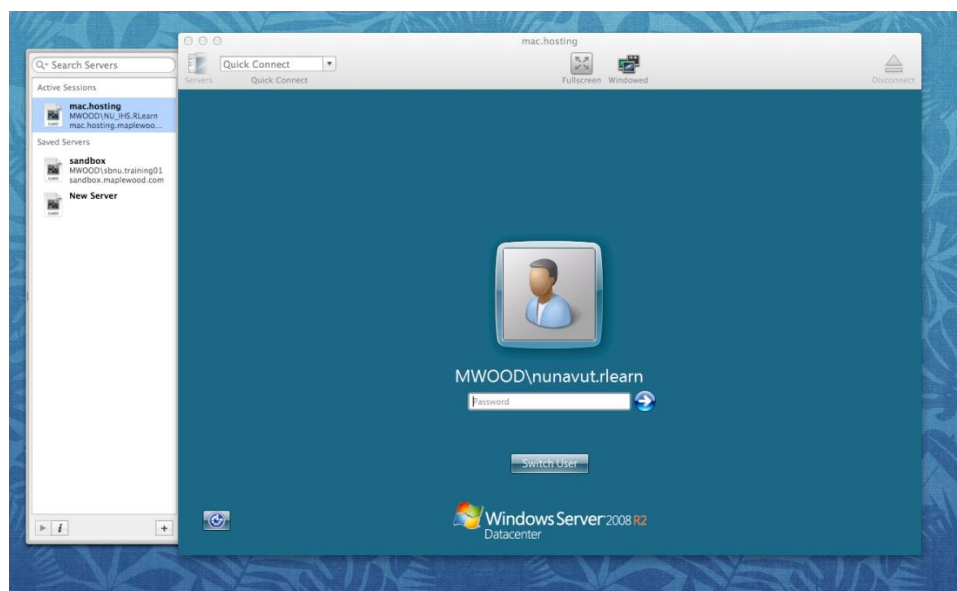 mac.hosting
Search Servers
Quick Connect
Servers
Quick Connect
Fullscreen
Windowed
Disconnect
Active Sessions
mac.hosting
MWOOD\NU_IHS.RLearn
mac.hosting.maplewoo...
Saved Servers
sandbox
MWOOD\sbnu.training01
sandbox.maplewood.com
New Server
MWOOD\nunavut.rlearn
Password
Switch User
Windows Server 2008 R2
Datacenter